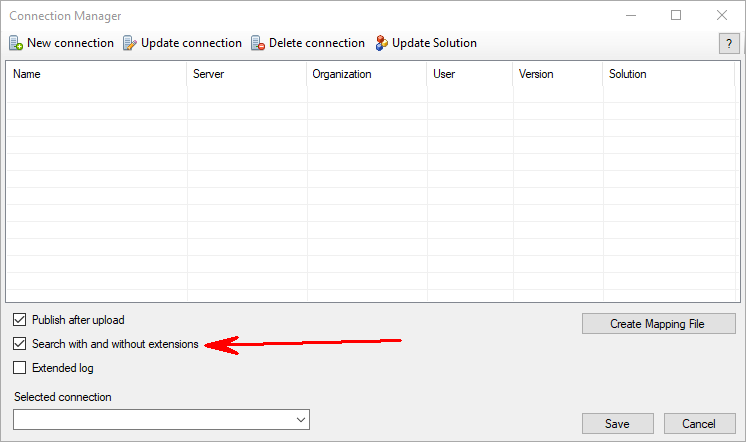 Connection Manager
New connection Update connection Delete connection Update Solution ?
Name Server Organization User Version Solution
Publish after upload
Create Mapping File
Search with and without extensions
Extended log
Selected connection
Save Cancel